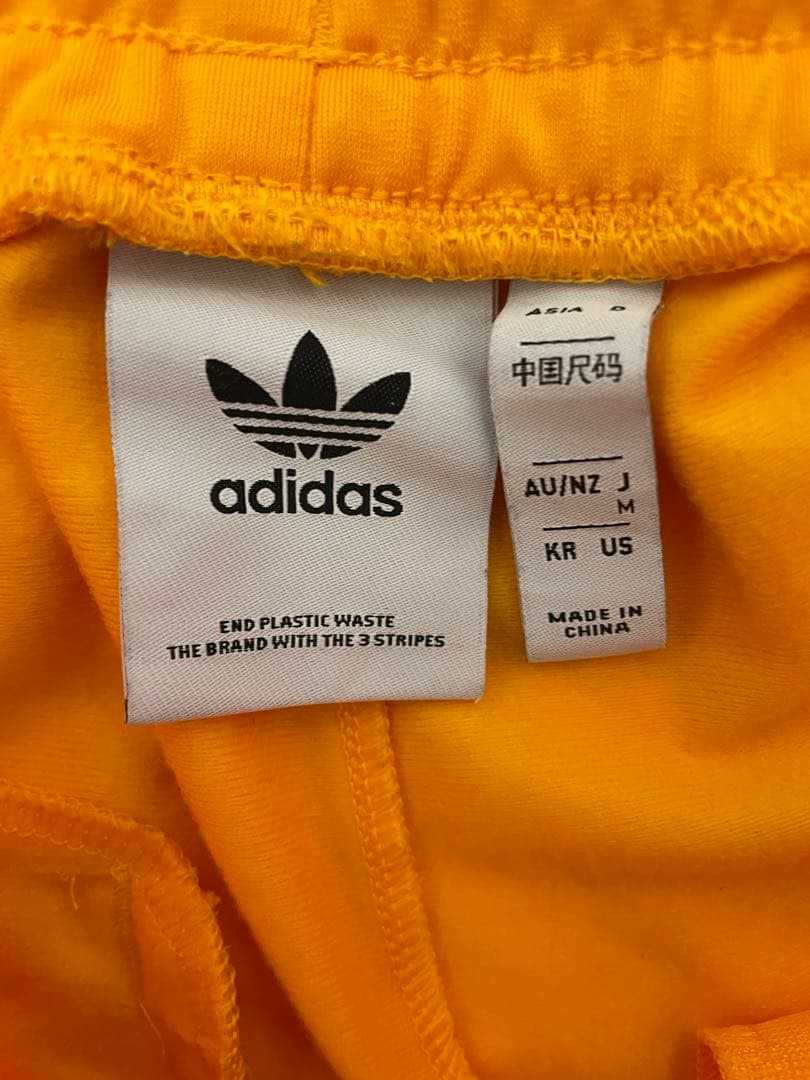 adidas
END PLASTIC WASTE
THE BRAND WITH THE 3 STRIPES
ASIA
中国尺码
AU/NZ J
M
KR US
MADE IN
CHINA